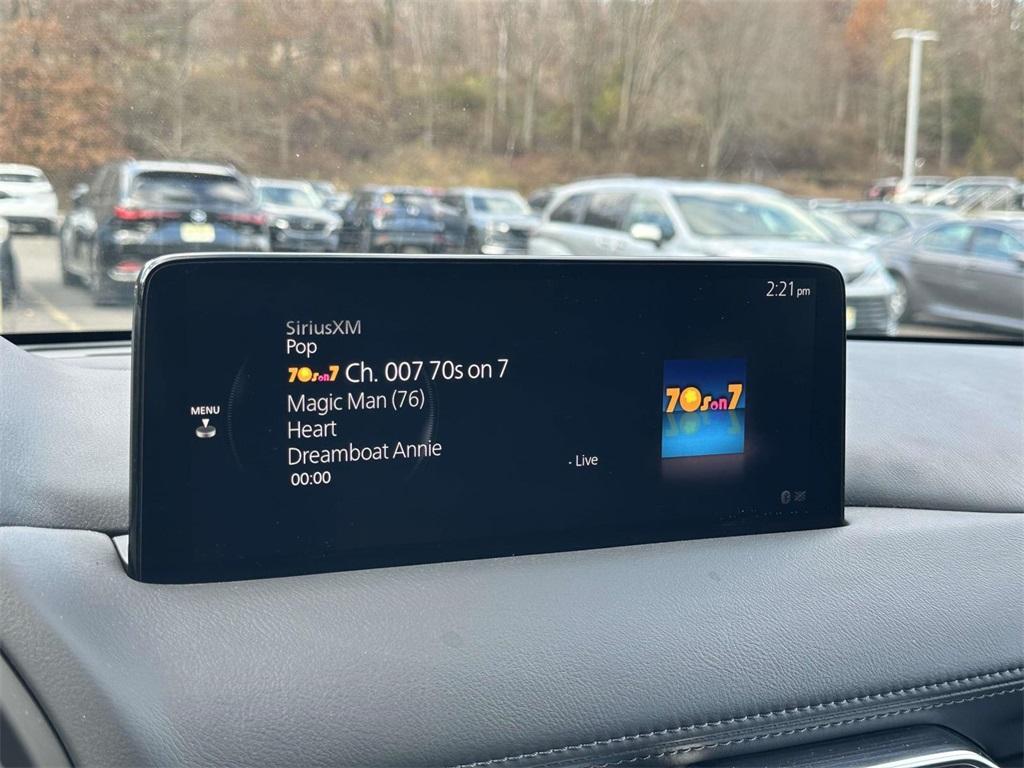 2:21 pm
SiriusXM
Pop
70s on 7 Ch. 007 70s on 7
Magic Man (76)
Heart
Dreamboat Annie
00:00
MENU
- Live
70s on 7